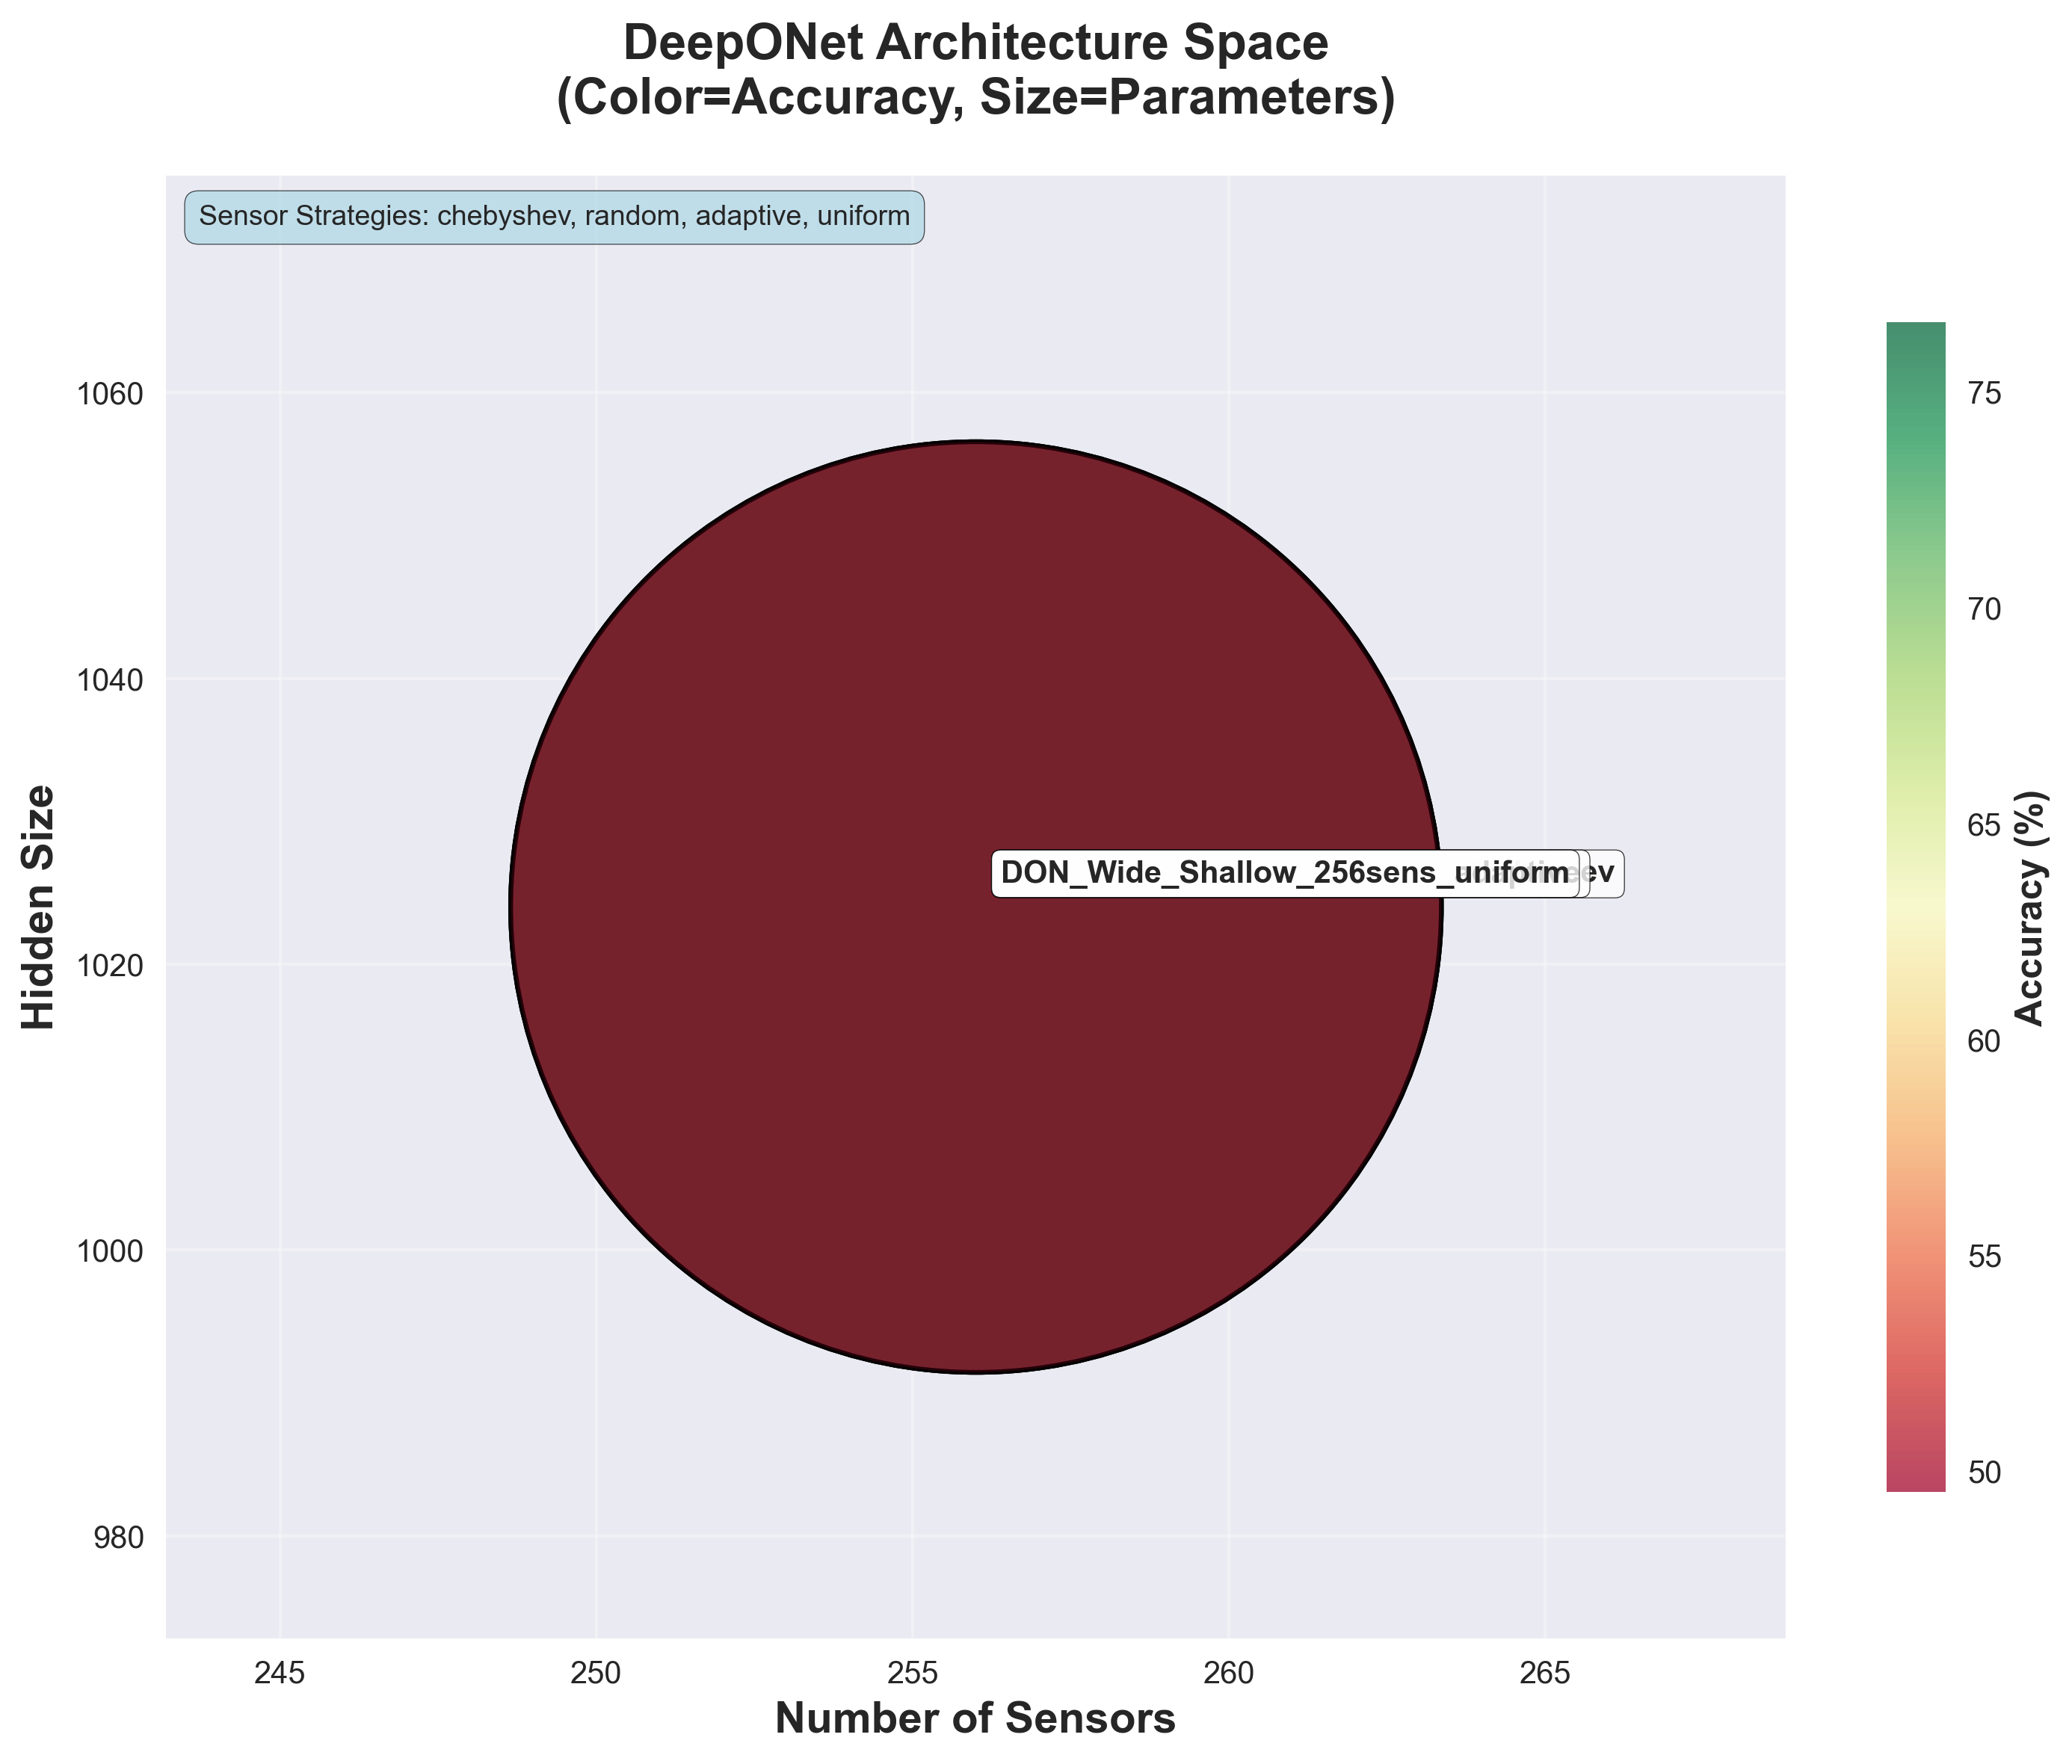 DeepONet Architecture Space
(Color=Accuracy, Size=Parameters)
Sensor Strategies: chebyshev, random, adaptive, uniform
1060
1040
1020
1000
980
Hidden Size
DON_Wide_Shallow_256sens_uniform
245
250
255
260
265
Number of Sensors
75
70
65
60
55
50
Accuracy (%)